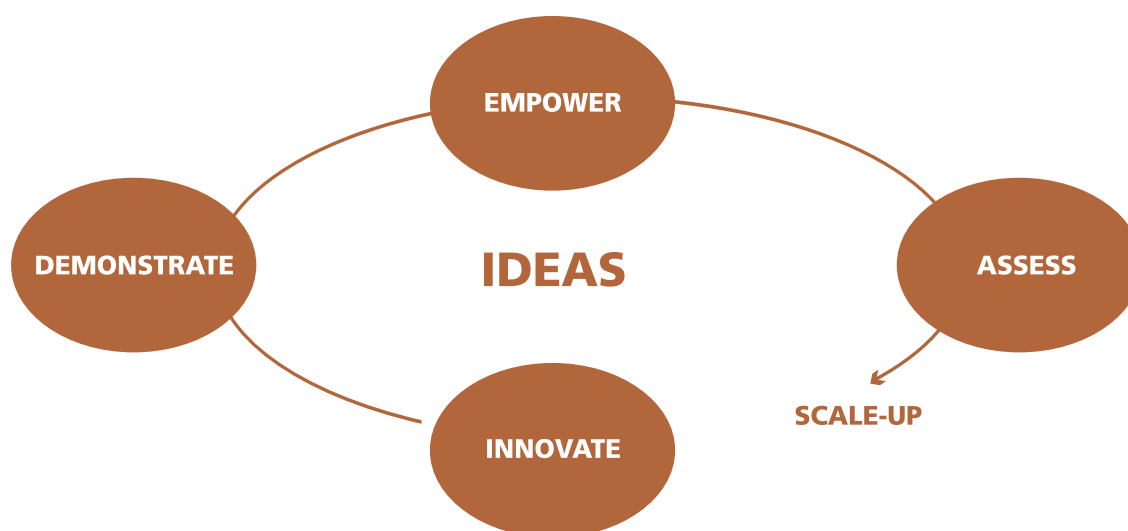 EMPOWER
DEMONSTRATE
IDEAS
ASSESS
SCALE-UP
INNOVATE